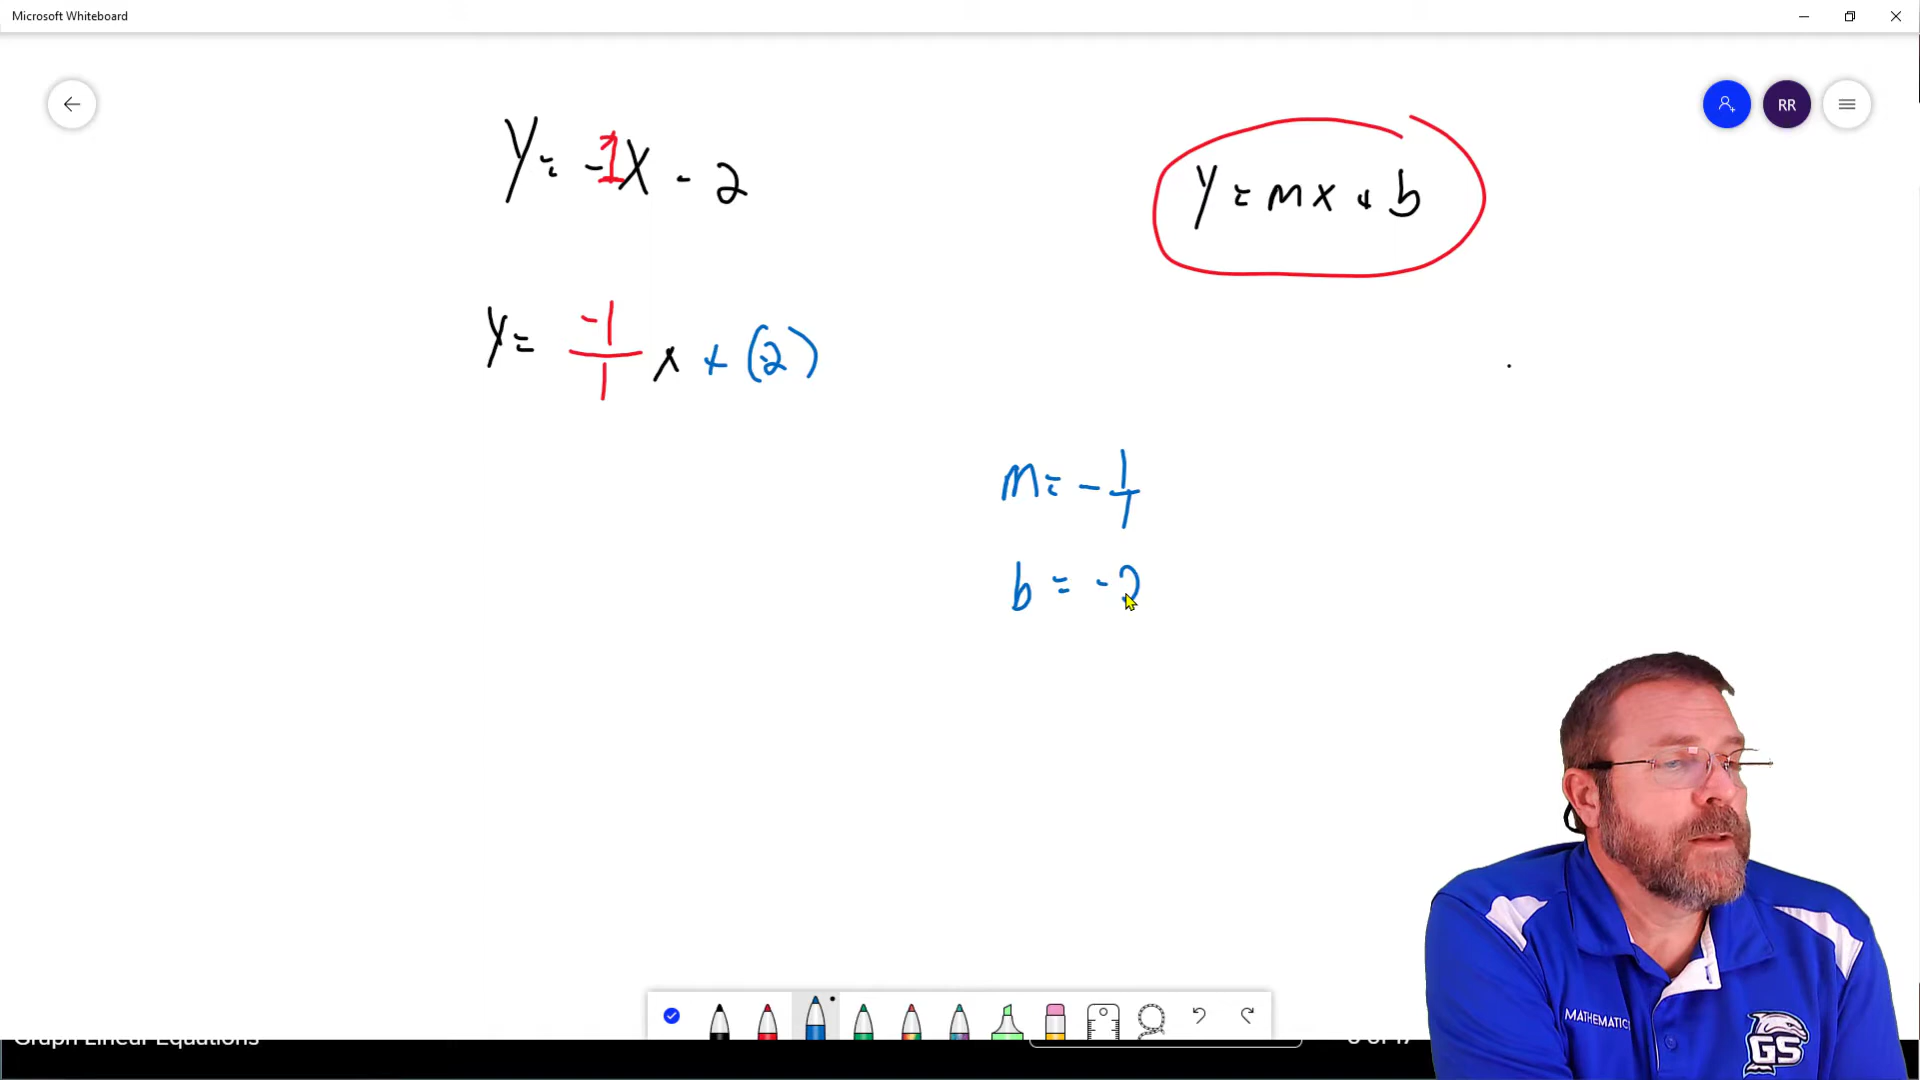 Microsoft Whiteboard
RR
y = -1x - 2
y = mx + b
y = -1/1 x + (-2)
m = - 1/1
b = -2
MATHEMATIC
GS
Graph Linear Equations